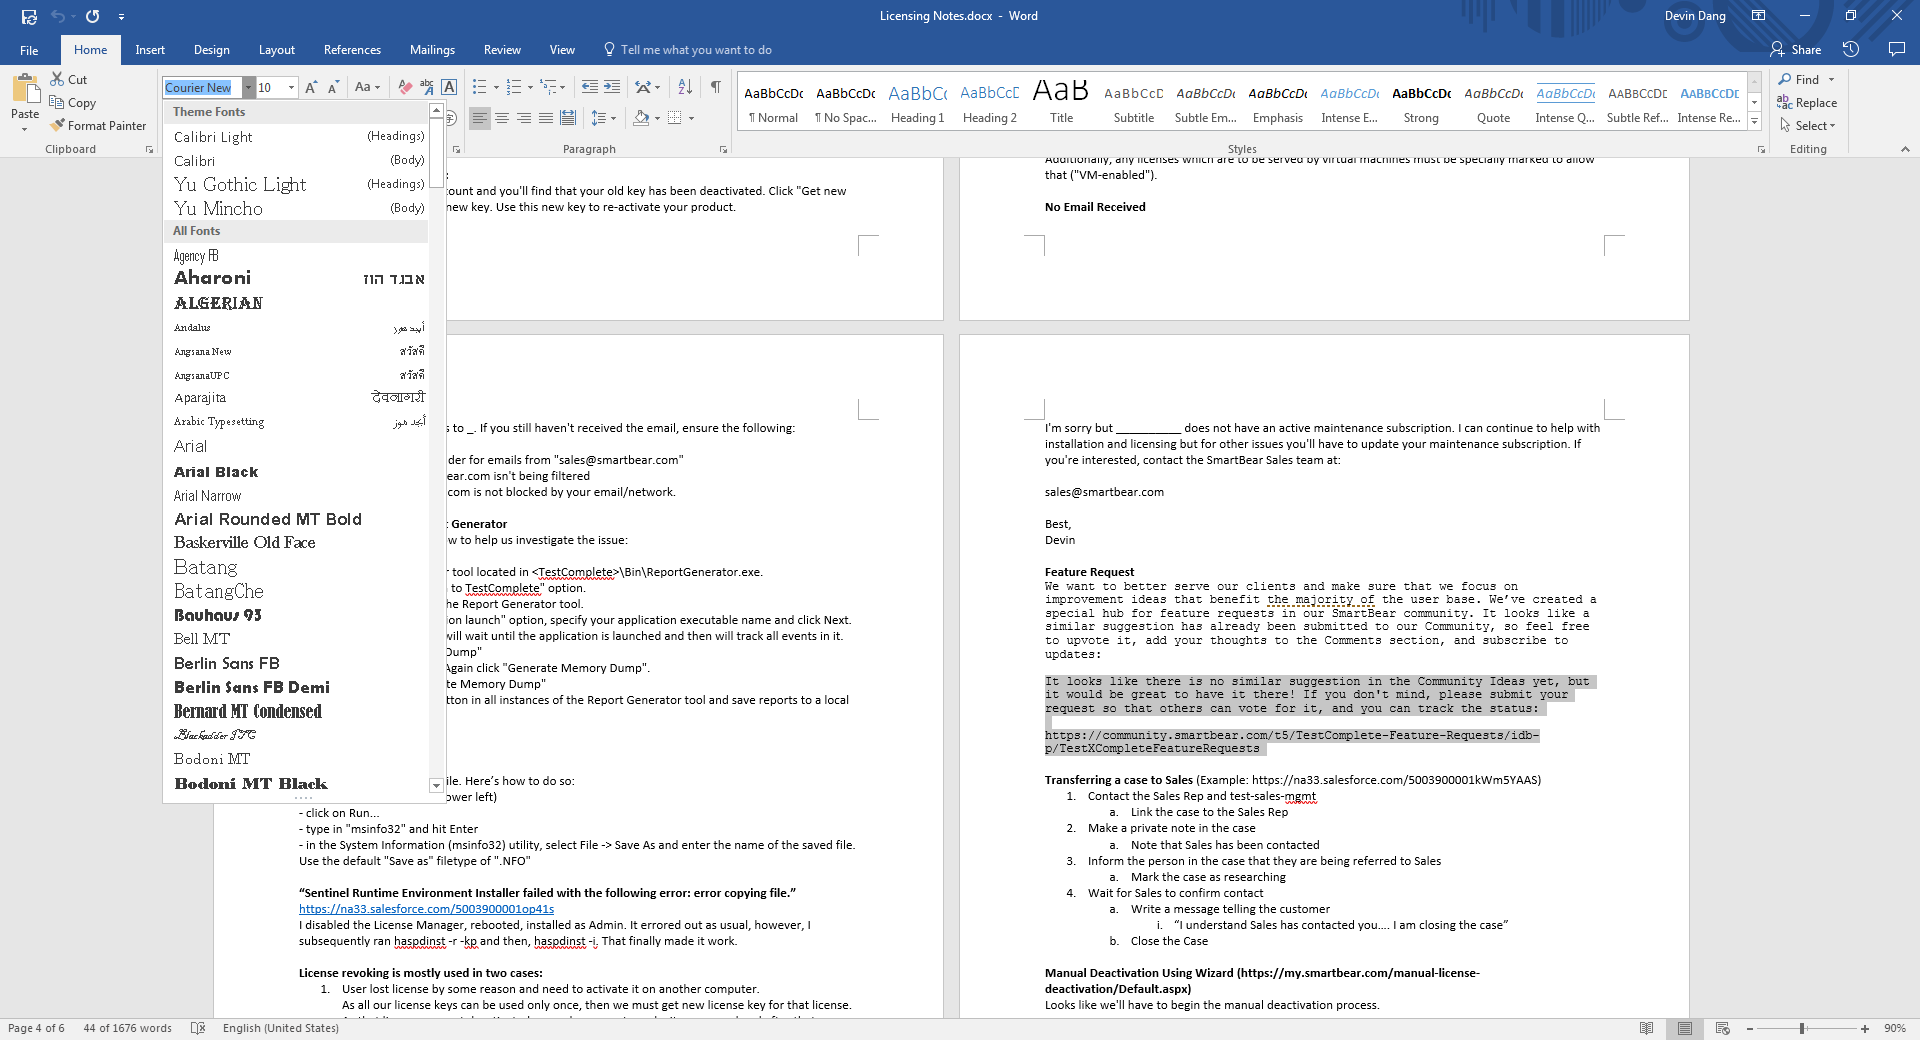 Licensing Notes.docx - Word
Devin Dang
File
Home
Insert
Design
Layout
References
Mailings
Review
View
Tell me what you want to do
Share
Paste
Cut
Copy
Format Painter
Clipboard
Courier New
10
Paragraph
AaBbCcDc
¶ Normal
AaBbCcDc
¶ No Spac...
AaBbCc
Heading 1
AaBbCcD
Heading 2
AaB
Title
AaBbCcD
Subtitle
AaBbCcDc
Subtle Em...
AaBbCcDc
Emphasis
AaBbCcDc
Intense E...
AaBbCcDc
Strong
AaBbCcDc
Quote
AaBbCcDc
Intense Q...
AaBbCcDd
Subtle Ref...
AaBbCcDd
Intense Re...
Styles
Find
Replace
Select
Editing
Theme Fonts
Calibri Light (Headings)
Calibri (Body)
Yu Gothic Light (Headings)
Yu Mincho (Body)
All Fonts
Agency FB
Aharoni אבגד הוז
ALGERIAN
Andalus أبجد هوز
Angsana New สวัสดี
AngsanaUPC สวัสดี
Aparajita देवनागरी
Arabic Typesetting أبجد هوز
Arial
Arial Black
Arial Narrow
Arial Rounded MT Bold
Baskerville Old Face
Batang
BatangChe
Bauhaus 93
Bell MT
Berlin Sans FB
Berlin Sans FB Demi
Bernard MT Condensed
Blackadder ITC
Bodoni MT
Bodoni MT Black
count and you'll find that your old key has been deactivated. Click "Get new
new key. Use this new key to re-activate your product.
Additionally, any licenses which are to be served by virtual machines must be specially marked to allow
that ("VM-enabled").
No Email Received
s to _. If you still haven't received the email, ensure the following:
der for emails from "sales@smartbear.com"
ear.com isn't being filtered
com is not blocked by your email/network.
t Generator
w to help us investigate the issue:
r tool located in <TestComplete>\Bin\ReportGenerator.exe.
to TestComplete" option.
he Report Generator tool.
ion launch" option, specify your application executable name and click Next.
will wait until the application is launched and then will track all events in it.
Dump"
Again click "Generate Memory Dump".
te Memory Dump"
tton in all instances of the Report Generator tool and save reports to a local
ile. Here's how to do so:
ower left)
- click on Run...
- type in "msinfo32" and hit Enter
- in the System Information (msinfo32) utility, select File -> Save As and enter the name of the saved file.
Use the default "Save as" filetype of ".NFO"
“Sentinel Runtime Environment Installer failed with the following error: error copying file.”
https://na33.salesforce.com/5003900001op41s
I disabled the License Manager, rebooted, installed as Admin. It errored out as usual, however, I
subsequently ran haspdinst -r -kp and then, haspdinst -i. That finally made it work.
License revoking is mostly used in two cases:
1. User lost license by some reason and need to activate it on another computer.
As all our license keys can be used only once, then we must get new license key for that license.
I'm sorry but __________ does not have an active maintenance subscription. I can continue to help with
installation and licensing but for other issues you'll have to update your maintenance subscription. If
you're interested, contact the SmartBear Sales team at:
sales@smartbear.com
Best,
Devin
Feature Request
We want to better serve our clients and make sure that we focus on
improvement ideas that benefit the majority of the user base. We’ve created a
special hub for feature requests in our SmartBear community. It looks like a
similar suggestion has already been submitted to our Community, so feel free
to upvote it, add your thoughts to the Comments section, and subscribe to
updates:
It looks like there is no similar suggestion in the Community Ideas yet, but
it would be great to have it there! If you don't mind, please submit your
request so that others can vote for it, and you can track the status:
https://community.smartbear.com/t5/TestComplete-Feature-Requests/idb-
p/TestXCompleteFeatureRequests
Transferring a case to Sales (Example: https://na33.salesforce.com/5003900001kWm5YAAS)
1. Contact the Sales Rep and test-sales-mgmt
a. Link the case to the Sales Rep
2. Make a private note in the case
a. Note that Sales has been contacted
3. Inform the person in the case that they are being referred to Sales
a. Mark the case as researching
4. Wait for Sales to confirm contact
a. Write a message telling the customer
i. “I understand Sales has contacted you.... I am closing the case”
b. Close the Case
Manual Deactivation Using Wizard (https://my.smartbear.com/manual-license-
deactivation/Default.aspx)
Looks like we'll have to begin the manual deactivation process.
Page 4 of 6
44 of 1676 words
English (United States)
90%